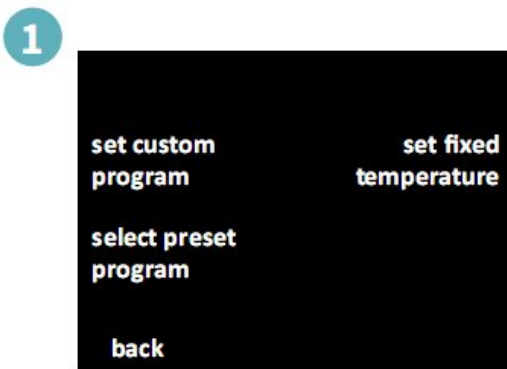 1
set custom
program
set fixed
temperature
select preset
program
back